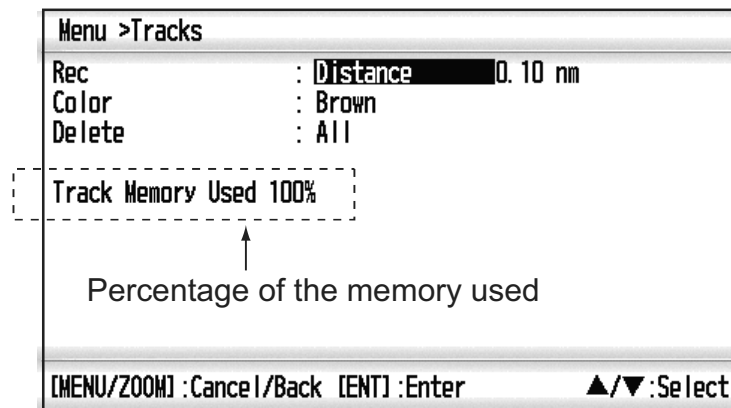 Menu >Tracks
Rec : Distance 0.10 nm
Color : Brown
Delete : All
Track Memory Used 100%
Percentage of the memory used
[MENU/ZOOM]:Cancel/Back [ENT]:Enter ▲/▼:Select